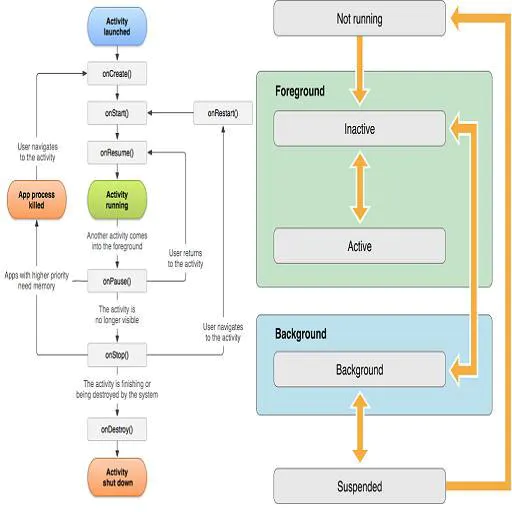 Activity
launched
onCreate()
onStart()
onRestart()
User navigates
to the activity
onResume()
App process
killed
Activity
running
Another activity comes
into the foreground
User returns
to the activity
Apps with higher priority
need memory
onPause()
The activity is
no longer visible
User navigates
to the activity
onStop()
The activity is finishing or
being destroyed by the system
onDestroy()
Activity
shut down
Not running
Foreground
Inactive
Active
Background
Background
Suspended